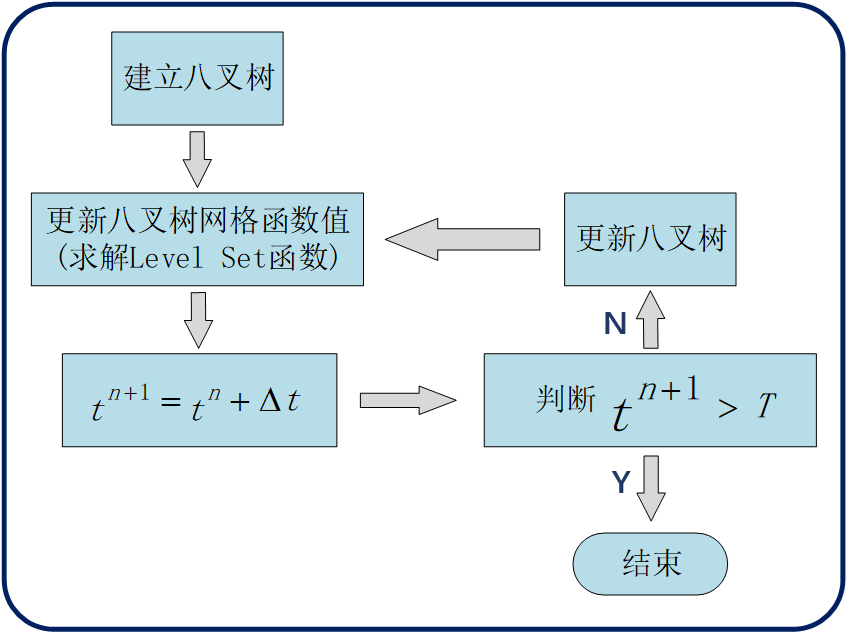 建立八叉树
更新八叉树网格函数值
(求解Level Set函数)
更新八叉树
N
t^{n+1} = t^n + Δt
判断 t^{n+1} > T
Y
结束